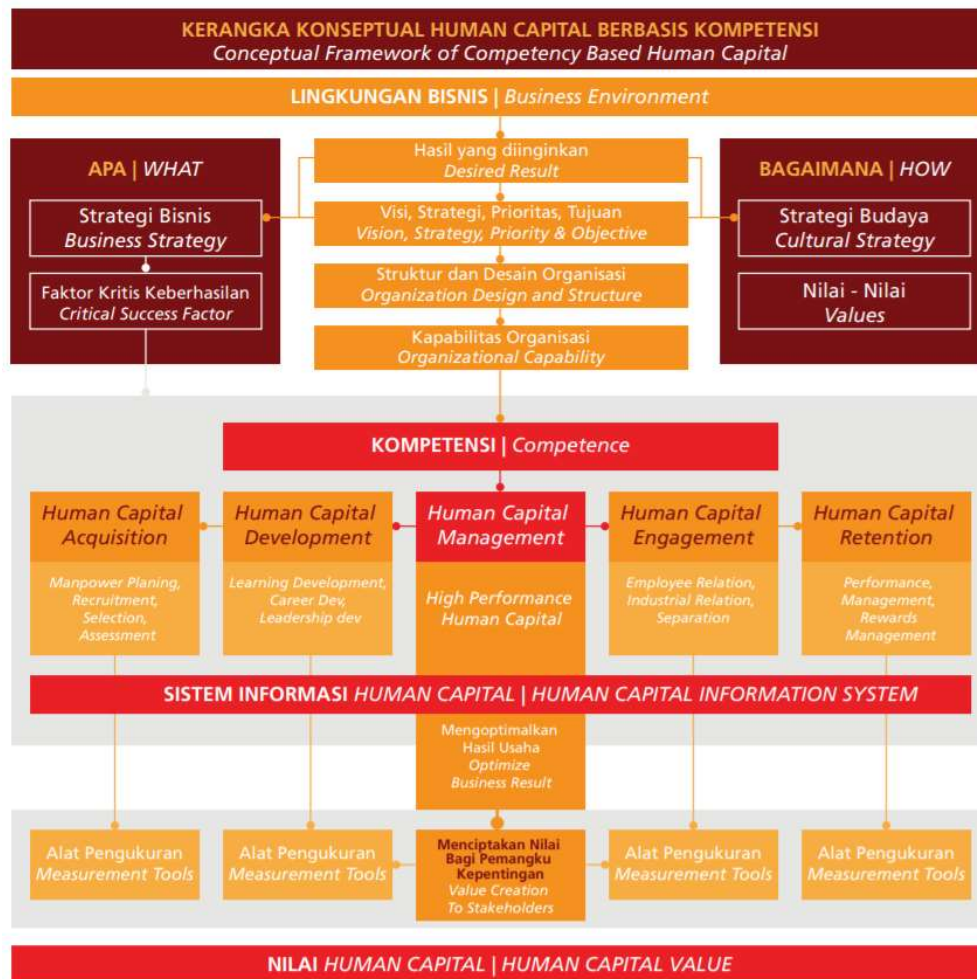 KERANGKA KONSEPTUAL HUMAN CAPITAL BERBASIS KOMPETENSI
Conceptual Framework of Competency Based Human Capital
LINGKUNGAN BISNIS | Business Environment
APA | WHAT
Strategi Bisnis
Business Strategy
Faktor Kritis Keberhasilan
Critical Success Factor
Hasil yang diinginkan
Desired Result
Visi, Strategi, Prioritas, Tujuan
Vision, Strategy, Priority & Objective
Struktur dan Desain Organisasi
Organization Design and Structure
Kapabilitas Organisasi
Organizational Capability
BAGAIMANA | HOW
Strategi Budaya
Cultural Strategy
Nilai - Nilai
Values
KOMPETENSI | Competence
Human Capital
Acquisition
Manpower Planing,
Recruitment,
Selection,
Assessment
Human Capital
Development
Learning Development,
Career Dev,
Leadership dev
Human Capital
Management
High Performance
Human Capital
Human Capital
Engagement
Employee Relation,
Industrial Relation,
Separation
Human Capital
Retention
Performance,
Management,
Rewards
Management
SISTEM INFORMASI HUMAN CAPITAL | HUMAN CAPITAL INFORMATION SYSTEM
Mengoptimalkan
Hasil Usaha
Optimize
Business Result
Alat Pengukuran
Measurement Tools
Alat Pengukuran
Measurement Tools
Menciptakan Nilai
Bagi Pemangku
Kepentingan
Value Creation
To Stakeholders
Alat Pengukuran
Measurement Tools
Alat Pengukuran
Measurement Tools
NILAI HUMAN CAPITAL | HUMAN CAPITAL VALUE